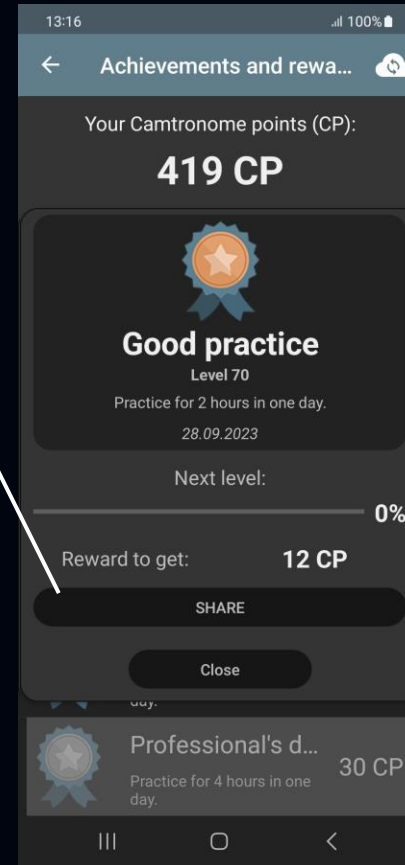 13:16
100%
Achievements and rewa...
Your Camtronome points (CP):
419 CP
Good practice
Level 70
Practice for 2 hours in one day.
28.09.2023
Next level:
0%
Reward to get: 12 CP
SHARE
Close
day.
Professional's d...
30 CP
Practice for 4 hours in one
day.